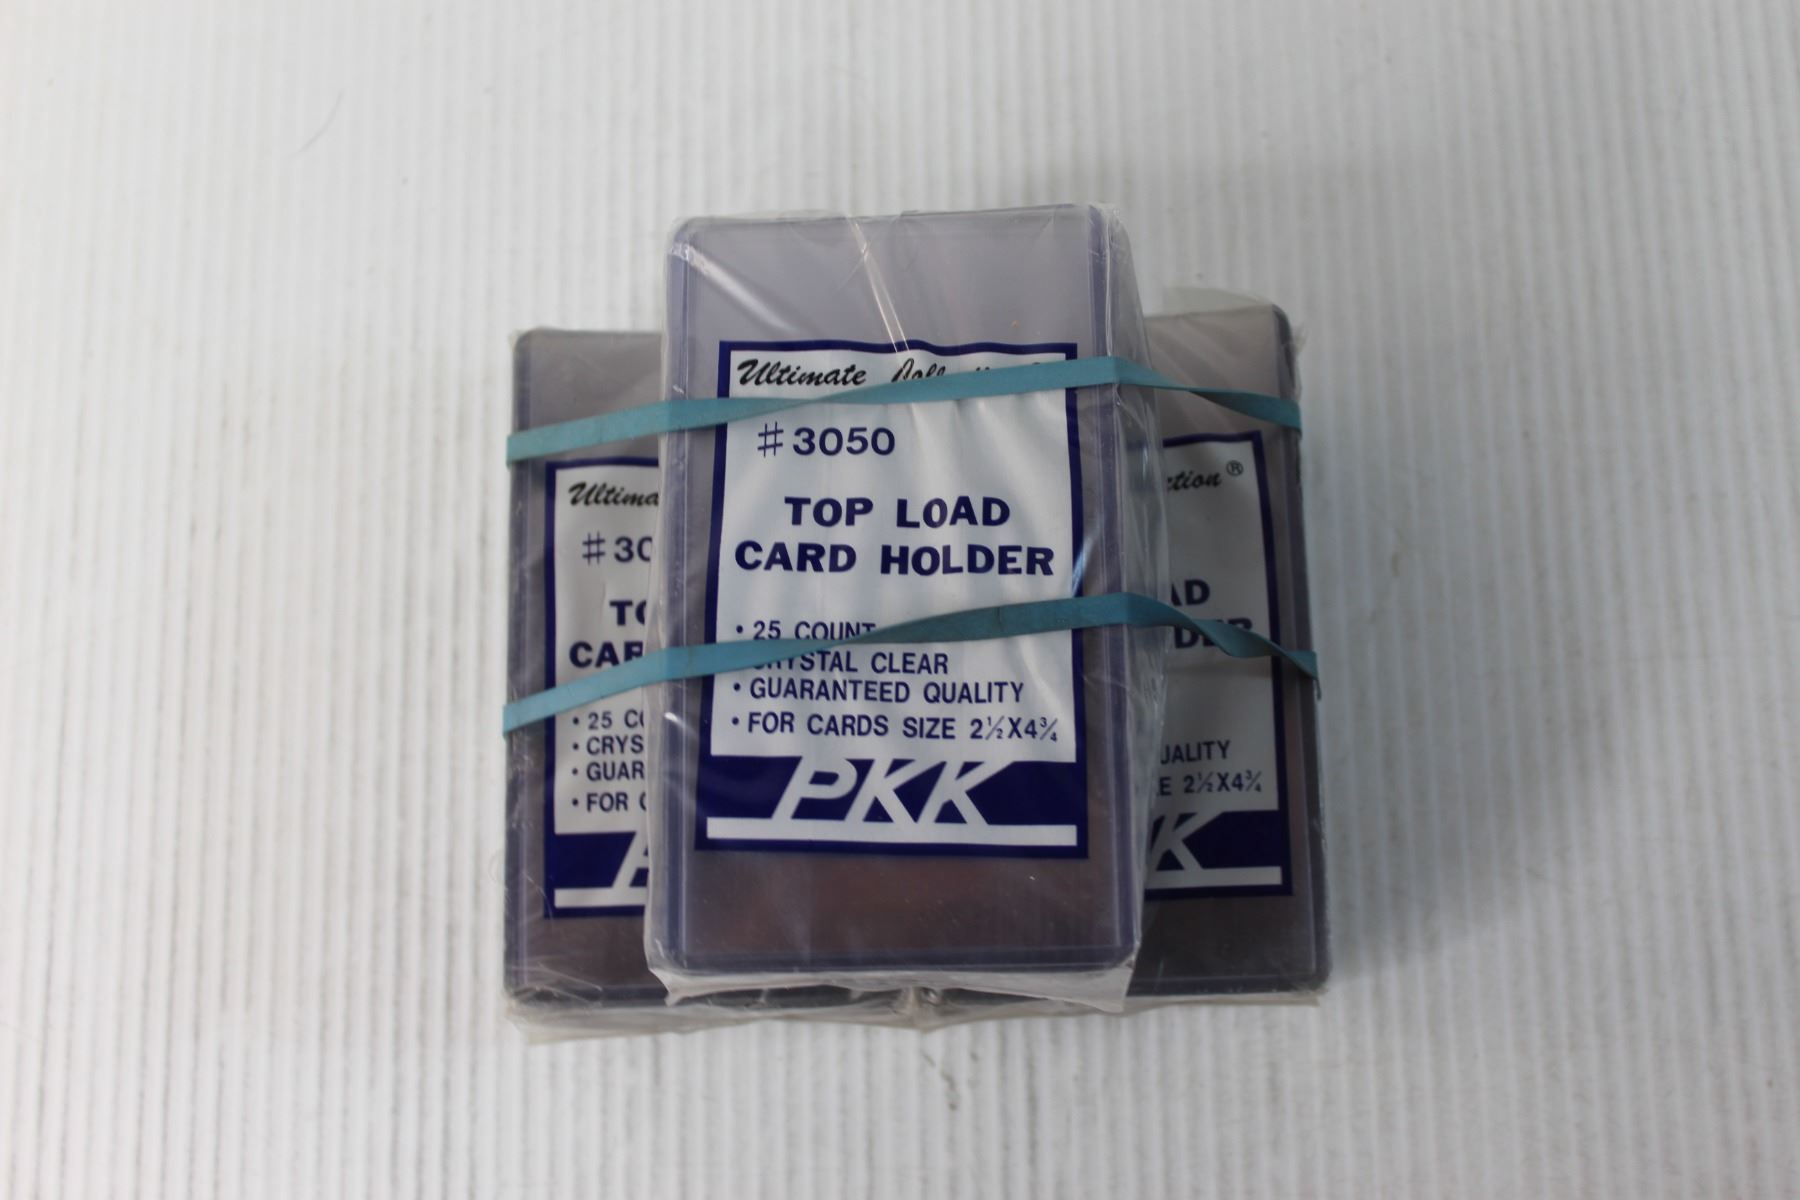 Ultimate
#3050
TOP LOAD
CARD HOLDER
• 25 COUNT
CRYSTAL CLEAR
• GUARANTEED QUALITY
• FOR CARDS SIZE 2½X4¾
PKK
Ultima
#30
TO
CAR
• 25 CO
• CRYS
• GUAR
• FOR
ction®
AD
DER
UALITY
E 2½X4¾
K